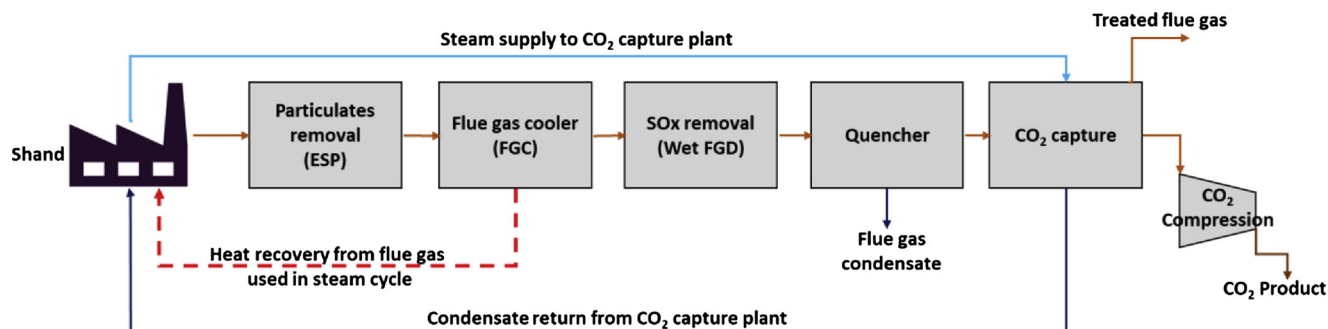 Treated flue gas
Steam supply to CO₂ capture plant
Shand
Particulates
removal
(ESP)
Flue gas cooler
(FGC)
SOx removal
(Wet FGD)
Quencher
CO₂ capture
CO₂
Compression
Heat recovery from flue gas
used in steam cycle
Flue gas
condensate
CO₂ Product
Condensate return from CO₂ capture plant